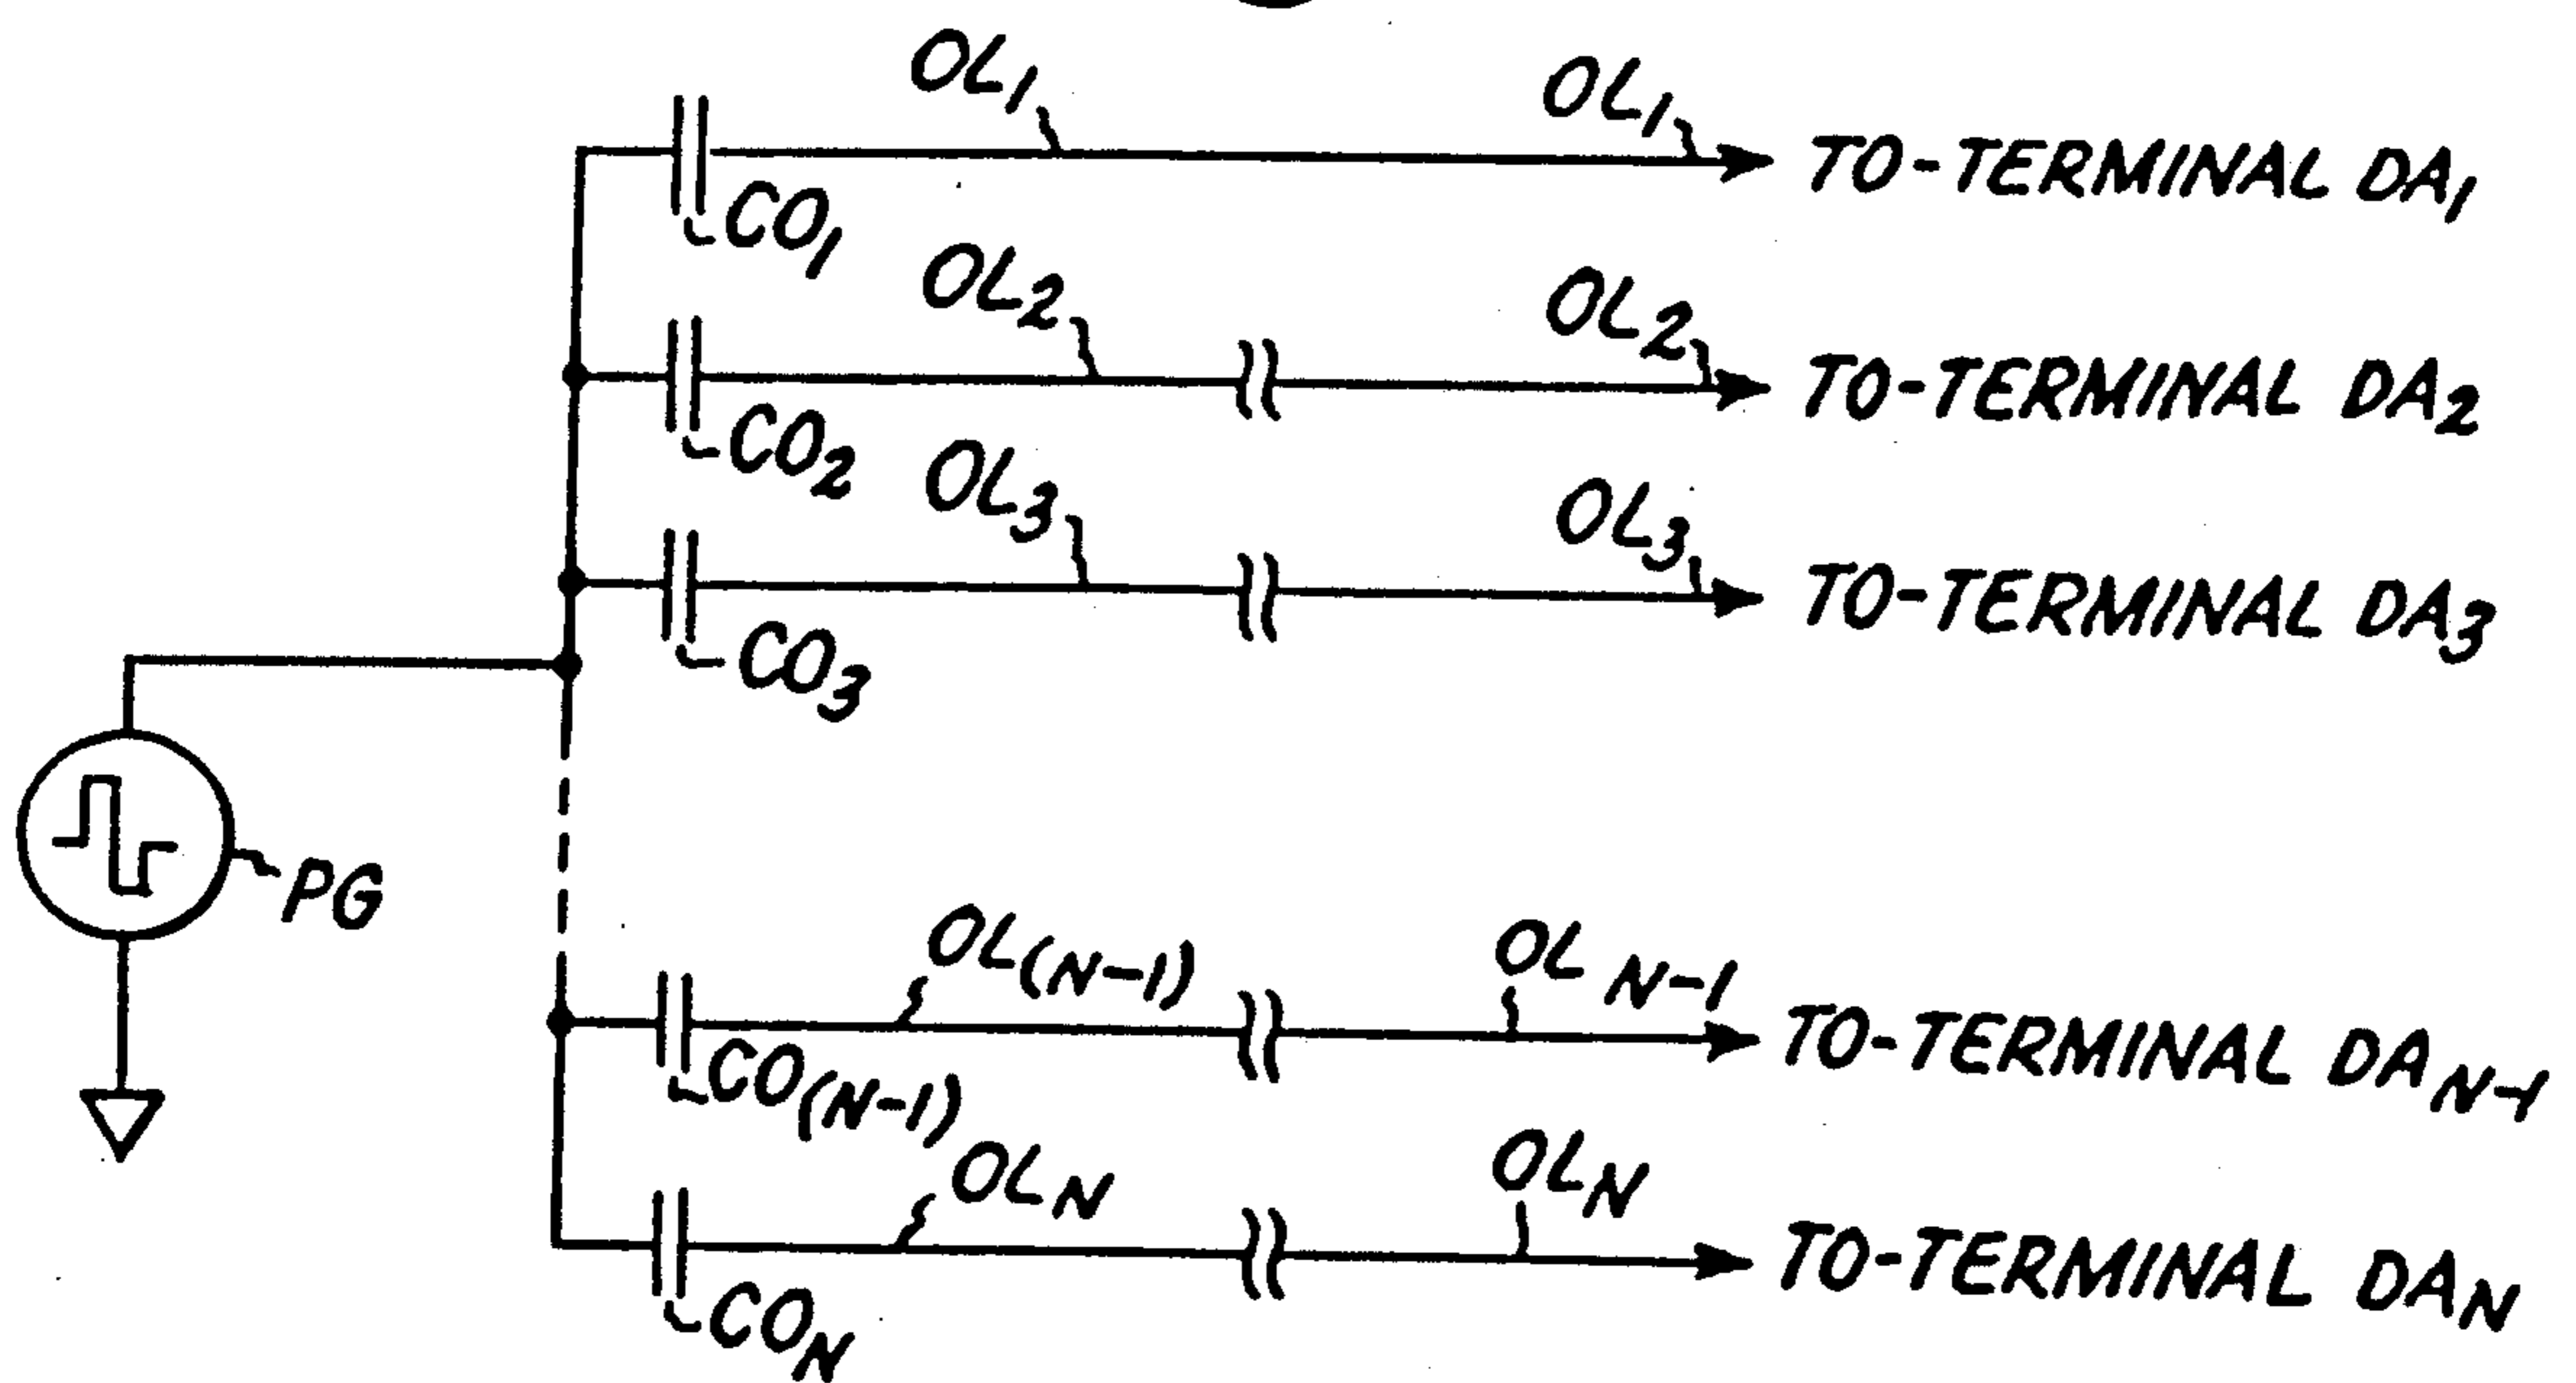 OL1 OL1 TO-TERMINAL DA1
CO1
OL2 OL2 TO-TERMINAL DA2
CO2
OL3 OL3 TO-TERMINAL DA3
CO3
PG
OL(N-1) OL N-1 TO-TERMINAL DA N-1
CO(N-1)
OLN OLN TO-TERMINAL DAN
CON